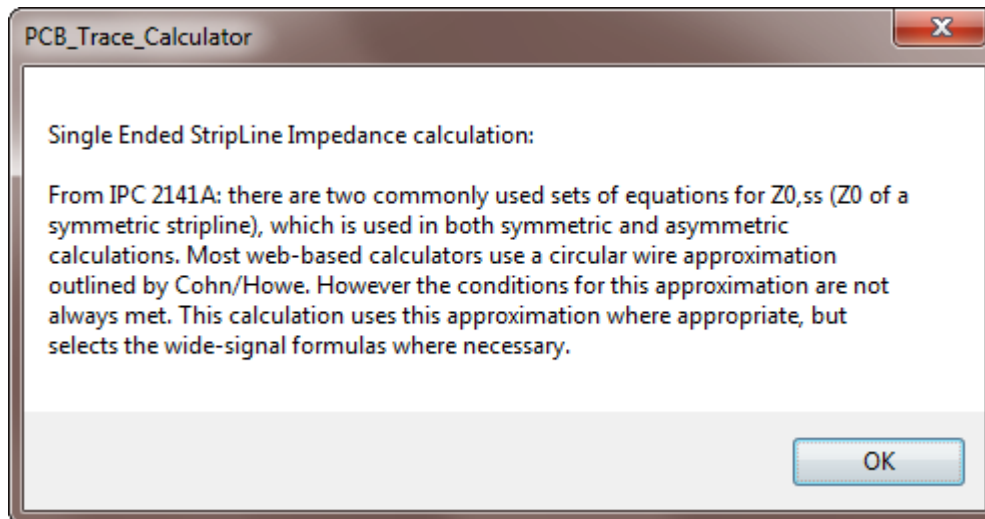 PCB_Trace_Calculator
Single Ended StripLine Impedance calculation:
From IPC 2141A: there are two commonly used sets of equations for Z0,ss (Z0 of a
symmetric stripline), which is used in both symmetric and asymmetric
calculations. Most web-based calculators use a circular wire approximation
outlined by Cohn/Howe. However the conditions for this approximation are not
always met. This calculation uses this approximation where appropriate, but
selects the wide-signal formulas where necessary.
OK